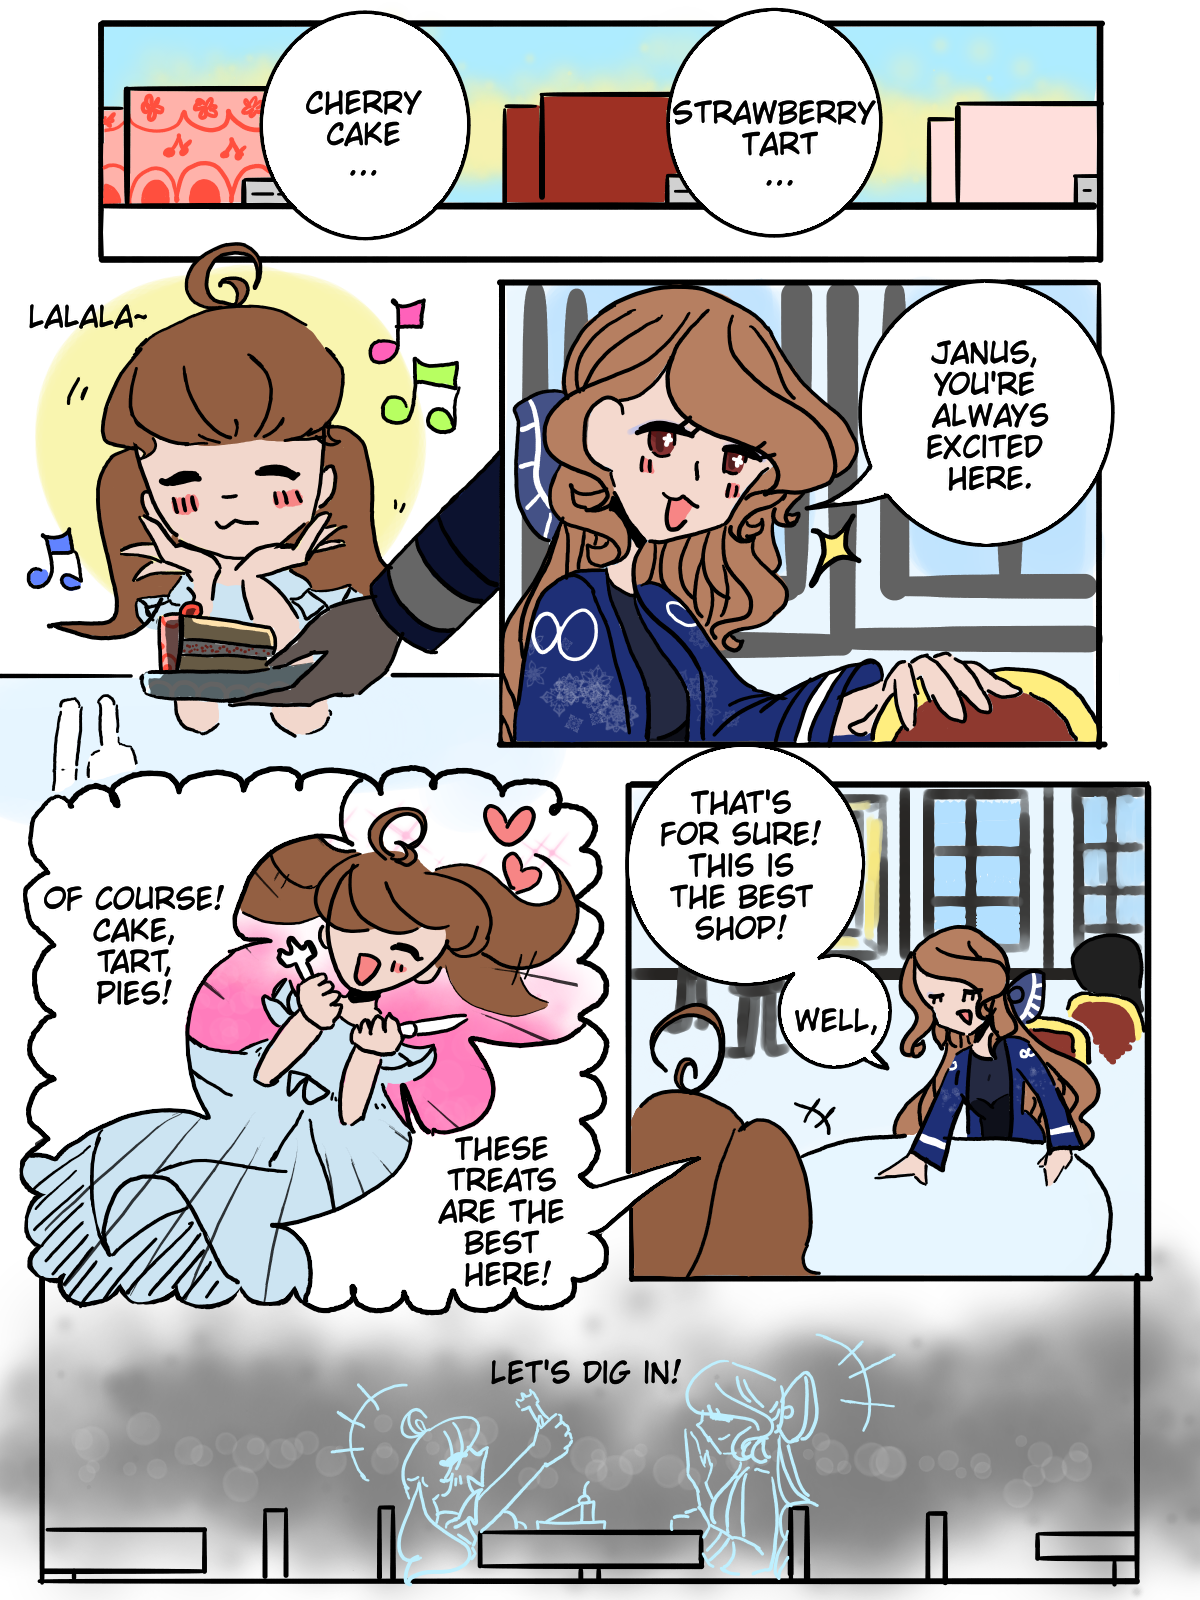 CHERRY
CAKE
...
STRAWBERRY
TART
...
LALALA~
JANUS,
YOU'RE
ALWAYS
EXCITED
HERE.
OF COURSE!
CAKE,
TART,
PIES!
THESE
TREATS
ARE THE
BEST
HERE!
THAT'S
FOR SURE!
THIS IS
THE BEST
SHOP!
WELL,
LET'S DIG IN!